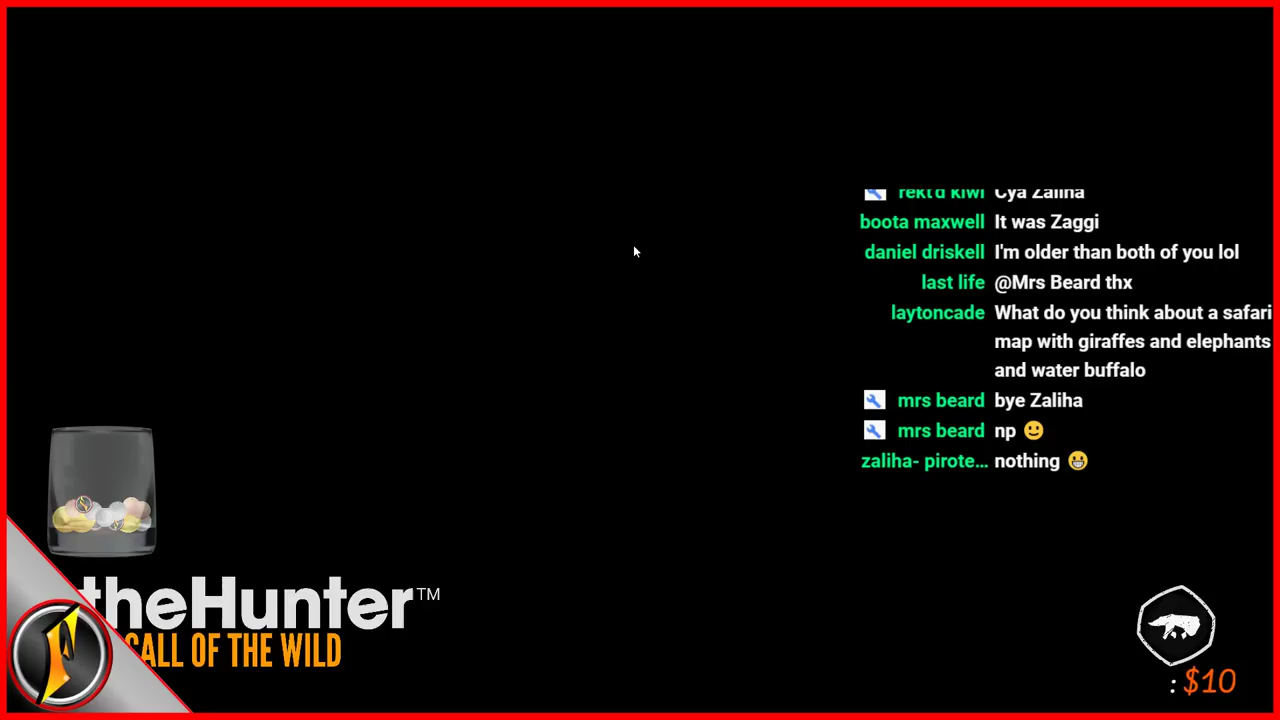 rekt'd kiwi Cya Zaliha
boota maxwell It was Zaggi
daniel driskell I'm older than both of you lol
last life @Mrs Beard thx
laytoncade What do you think about a safari
map with giraffes and elephants
and water buffalo
mrs beard bye Zaliha
mrs beard np 🙂
zaliha- pirote... nothing 😀
theHunter™
CALL OF THE WILD
: $10